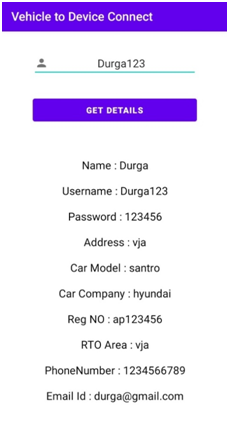 Vehicle to Device Connect
Durga123
GET DETAILS
Name : Durga
Username : Durga123
Password : 123456
Address : vja
Car Model : santro
Car Company : hyundai
Reg NO : ap123456
RTO Area : vja
PhoneNumber : 1234566789
Email Id : durga@gmail.com